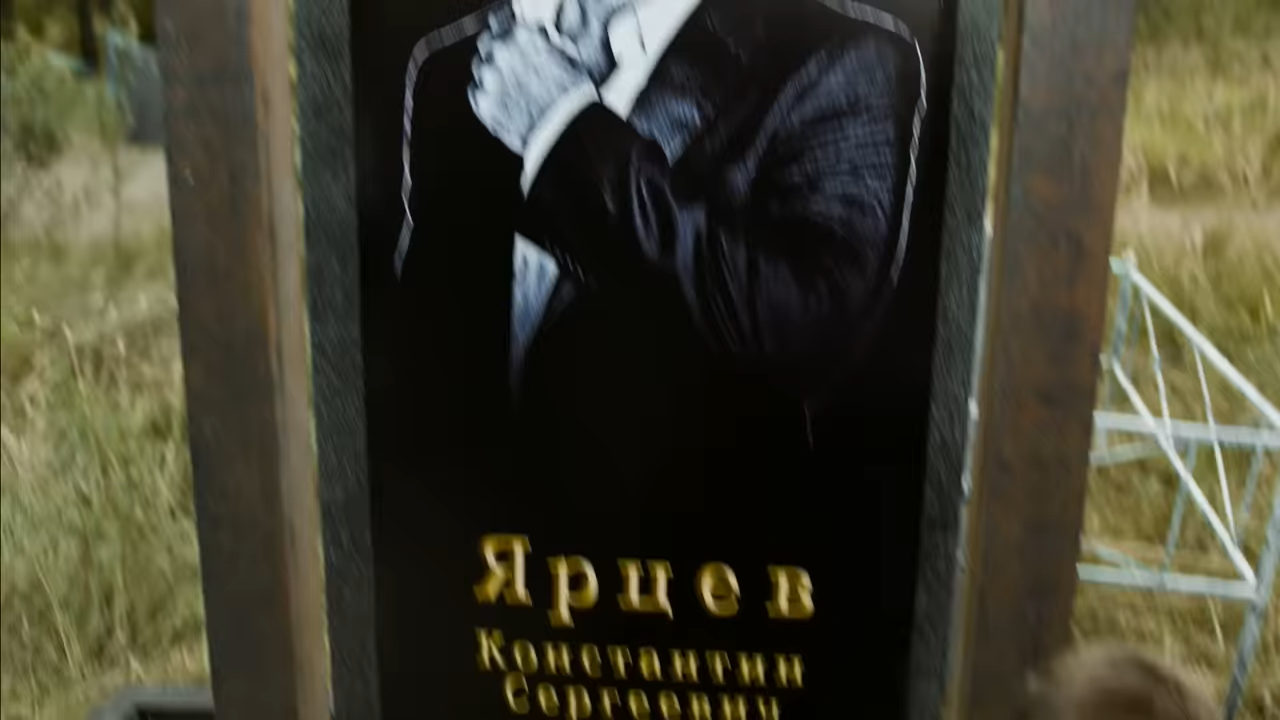 Ярцев
Константин
Сергеевич